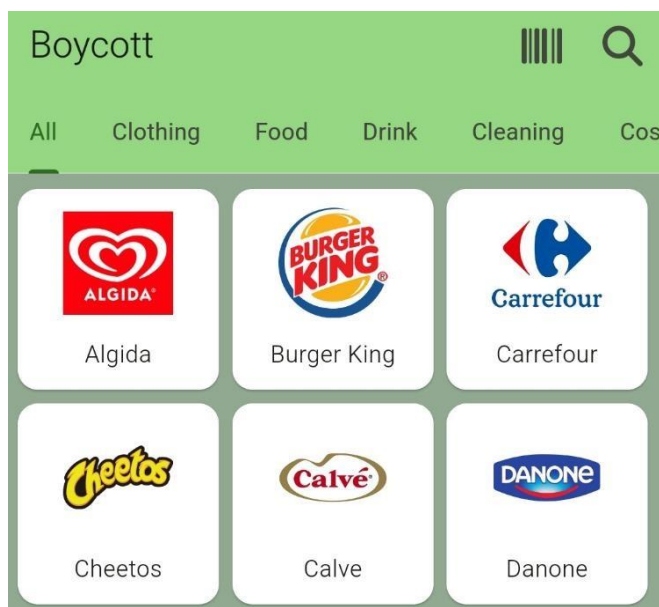 Boycott
All Clothing Food Drink Cleaning Cos
ALGIDA
BURGER
KING
Carrefour
Algida Burger King Carrefour
Cheetos
Calvé
DANONE
Cheetos Calve Danone